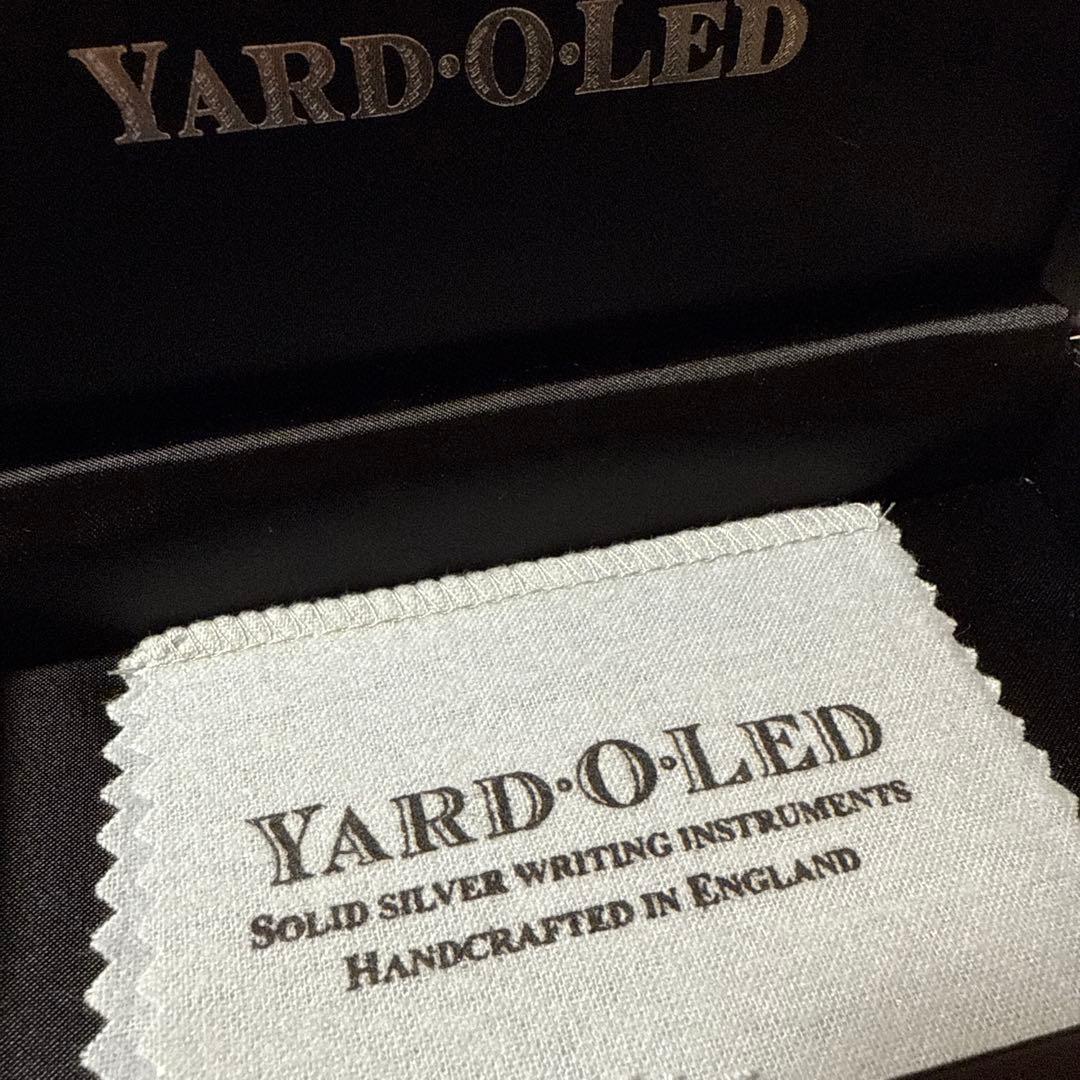 YARD·O·LED
YARD·O·LED
SOLID SILVER WRITING INSTRUMENTS
HANDCRAFTED IN ENGLAND